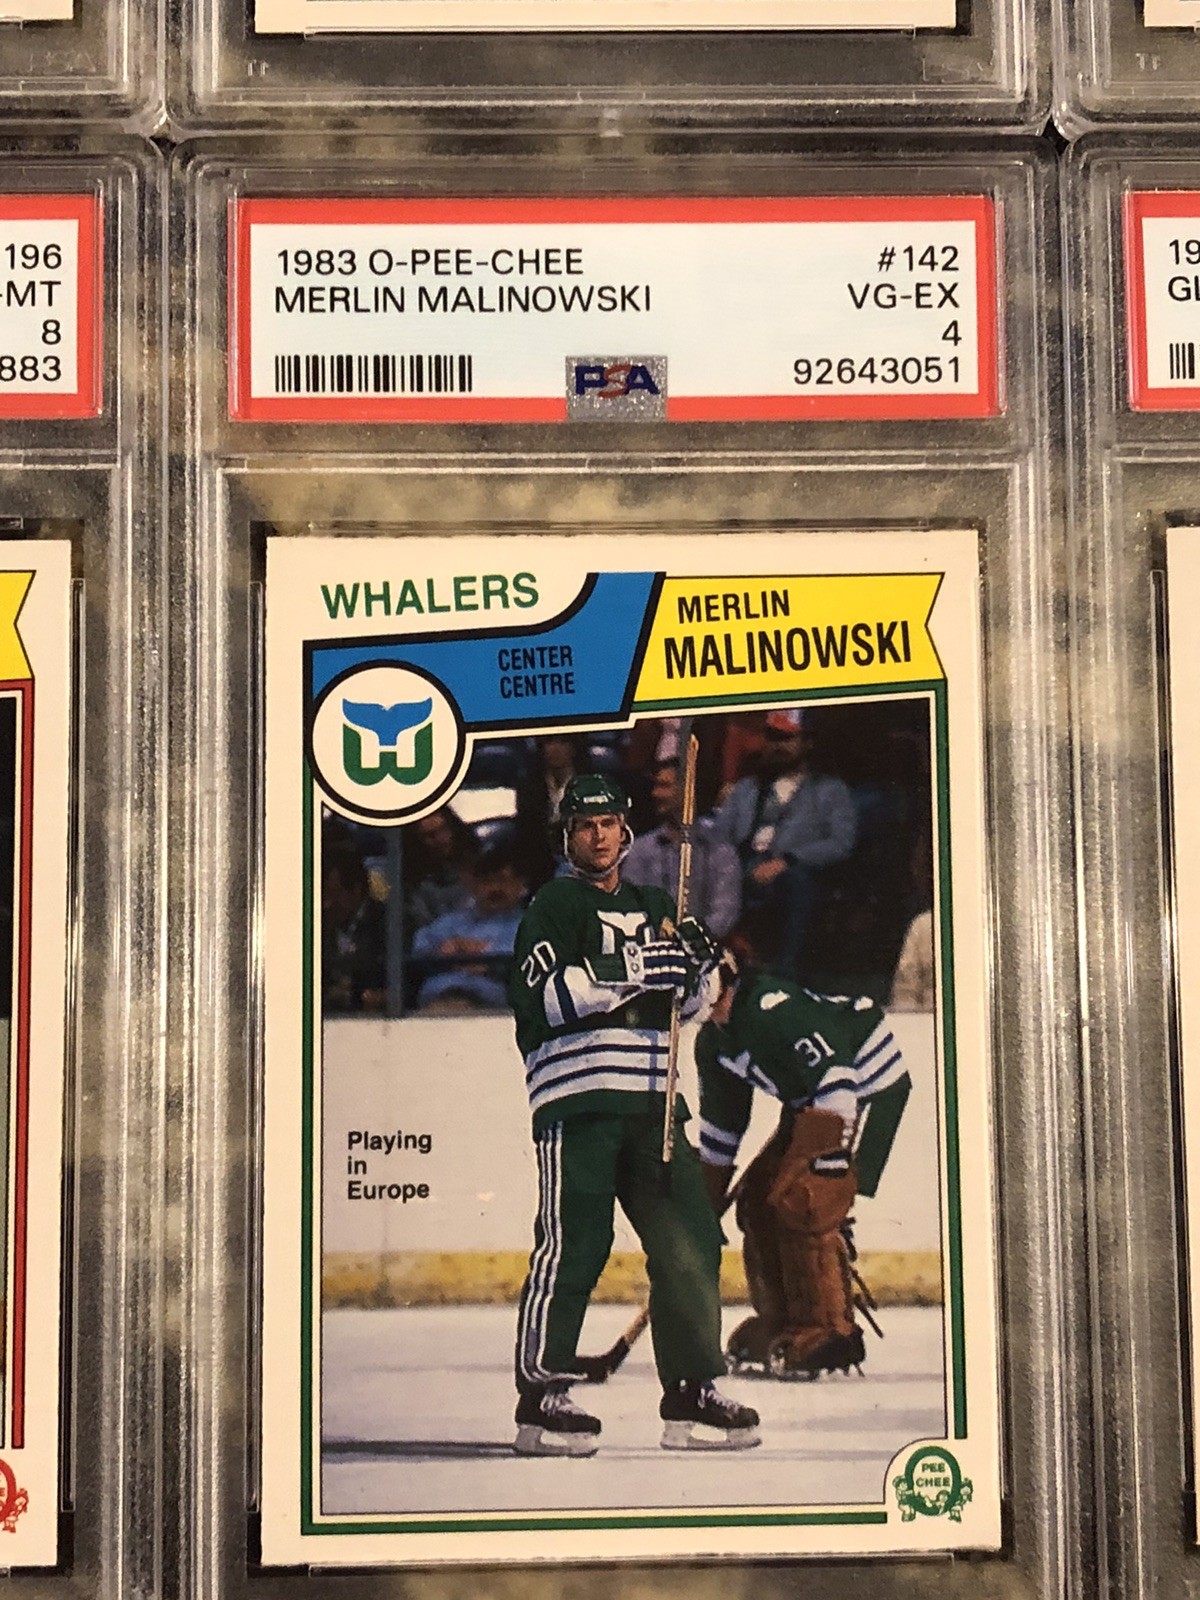 196
-MT
8
883
1983 O-PEE-CHEE #142
MERLIN MALINOWSKI VG-EX
4
PSA 92643051
19
GL
WHALERS
MERLIN
MALINOWSKI
CENTER
CENTRE
20
31
Playing
in
Europe
O
PEE
CHEE